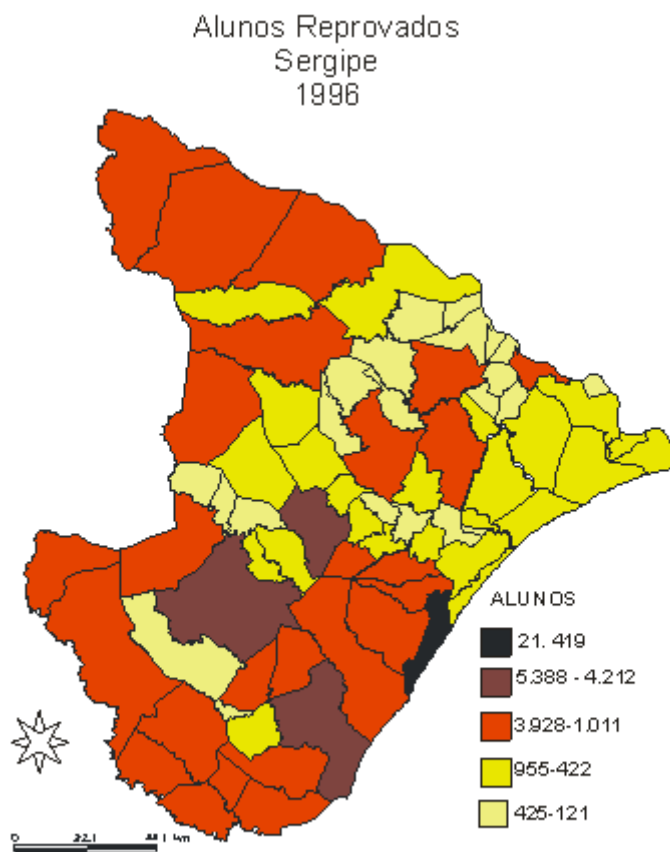 Alunos Reprovados
Sergipe
1996
ALUNOS
21. 419
5.388 - 4.212
3.928-1.011
955-422
425-121
0